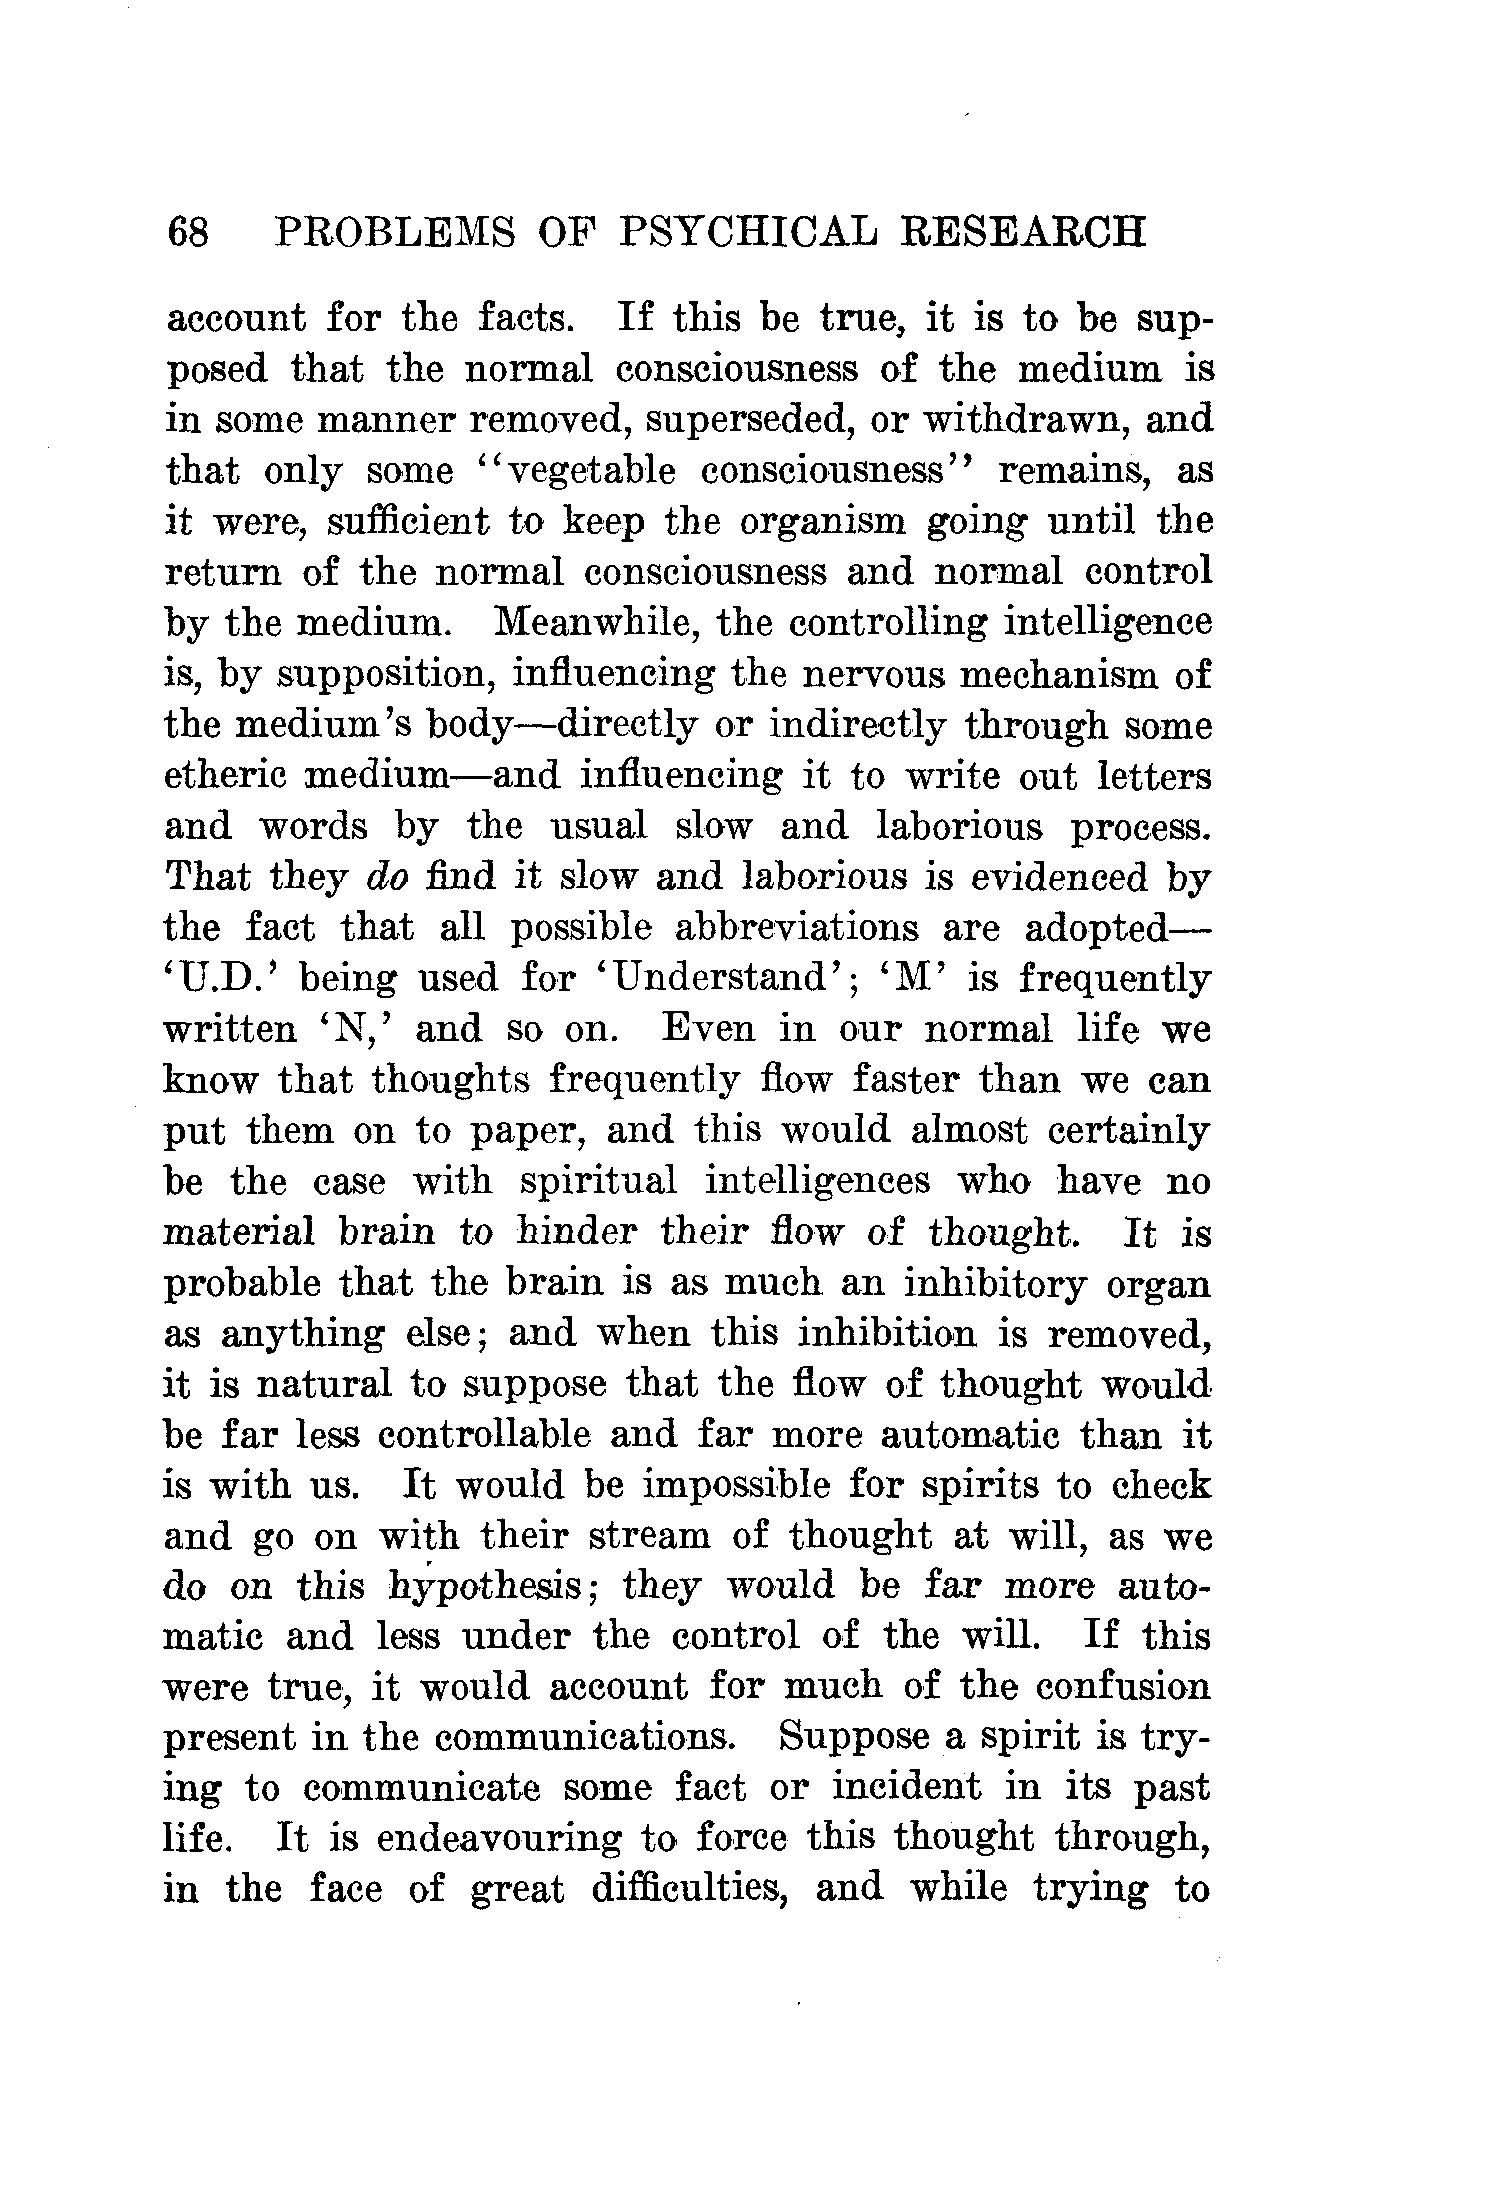 68 PROBLEMS OF PSYCHICAL RESEARCH
account for the facts. If this be true, it is to be sup-
posed that the normal consciousness of the medium is
in some manner removed, superseded, or withdrawn, and
that only some “vegetable consciousness” remains, as
it were, sufficient to keep the organism going until the
return of the normal consciousness and normal control
by the medium. Meanwhile, the controlling intelligence
is, by supposition, influencing the nervous mechanism of
the medium’s body—directly or indirectly through some
etheric medium—and influencing it to write out letters
and words by the usual slow and laborious process.
That they do find it slow and laborious is evidenced by
the fact that all possible abbreviations are adopted—
‘U.D.’ being used for ‘Understand’; ‘M’ is frequently
written ‘N,’ and so on. Even in our normal life we
know that thoughts frequently flow faster than we can
put them on to paper, and this would almost certainly
be the case with spiritual intelligences who have no
material brain to hinder their flow of thought. It is
probable that the brain is as much an inhibitory organ
as anything else; and when this inhibition is removed,
it is natural to suppose that the flow of thought would
be far less controllable and far more automatic than it
is with us. It would be impossible for spirits to check
and go on with their stream of thought at will, as we
do on this hypothesis; they would be far more auto-
matic and less under the control of the will. If this
were true, it would account for much of the confusion
present in the communications. Suppose a spirit is try-
ing to communicate some fact or incident in its past
life. It is endeavouring to force this thought through,
in the face of great difficulties, and while trying to